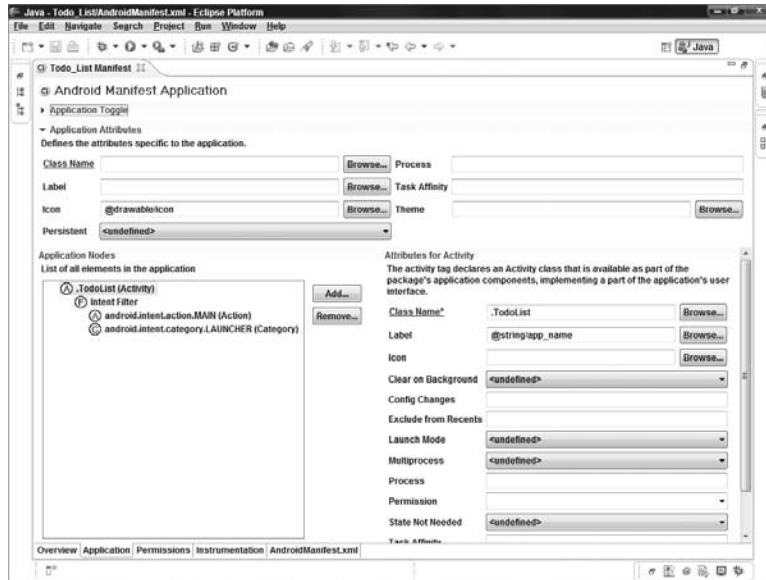 Java - Todo_List/AndroidManifest.xml - Eclipse Platform
File Edit Navigate Search Project Run Window Help
Java
Todo_List Manifest
Android Manifest Application
Application Toggle
Application Attributes
Defines the attributes specific to the application.
Class Name Browse... Process
Label Browse... Task Affinity
Icon @drawable/icon Browse... Theme Browse...
Persistent <undefined>
Application Nodes
List of all elements in the application
.TodoList (Activity)
Intent Filter
android.intent.action.MAIN (Action)
android.intent.category.LAUNCHER (Category)
Add...
Remove...
Attributes for Activity
The activity tag declares an Activity class that is available as part of the
package's application components, implementing a part of the application's user
interface.
Class Name* .TodoList Browse...
Label @string/app_name Browse...
Icon Browse...
Clear on Background <undefined>
Config Changes
Exclude from Recents
Launch Mode <undefined>
Multiprocess <undefined>
Process
Permission
State Not Needed <undefined>
Task Affinity
Overview Application Permissions Instrumentation AndroidManifest.xml